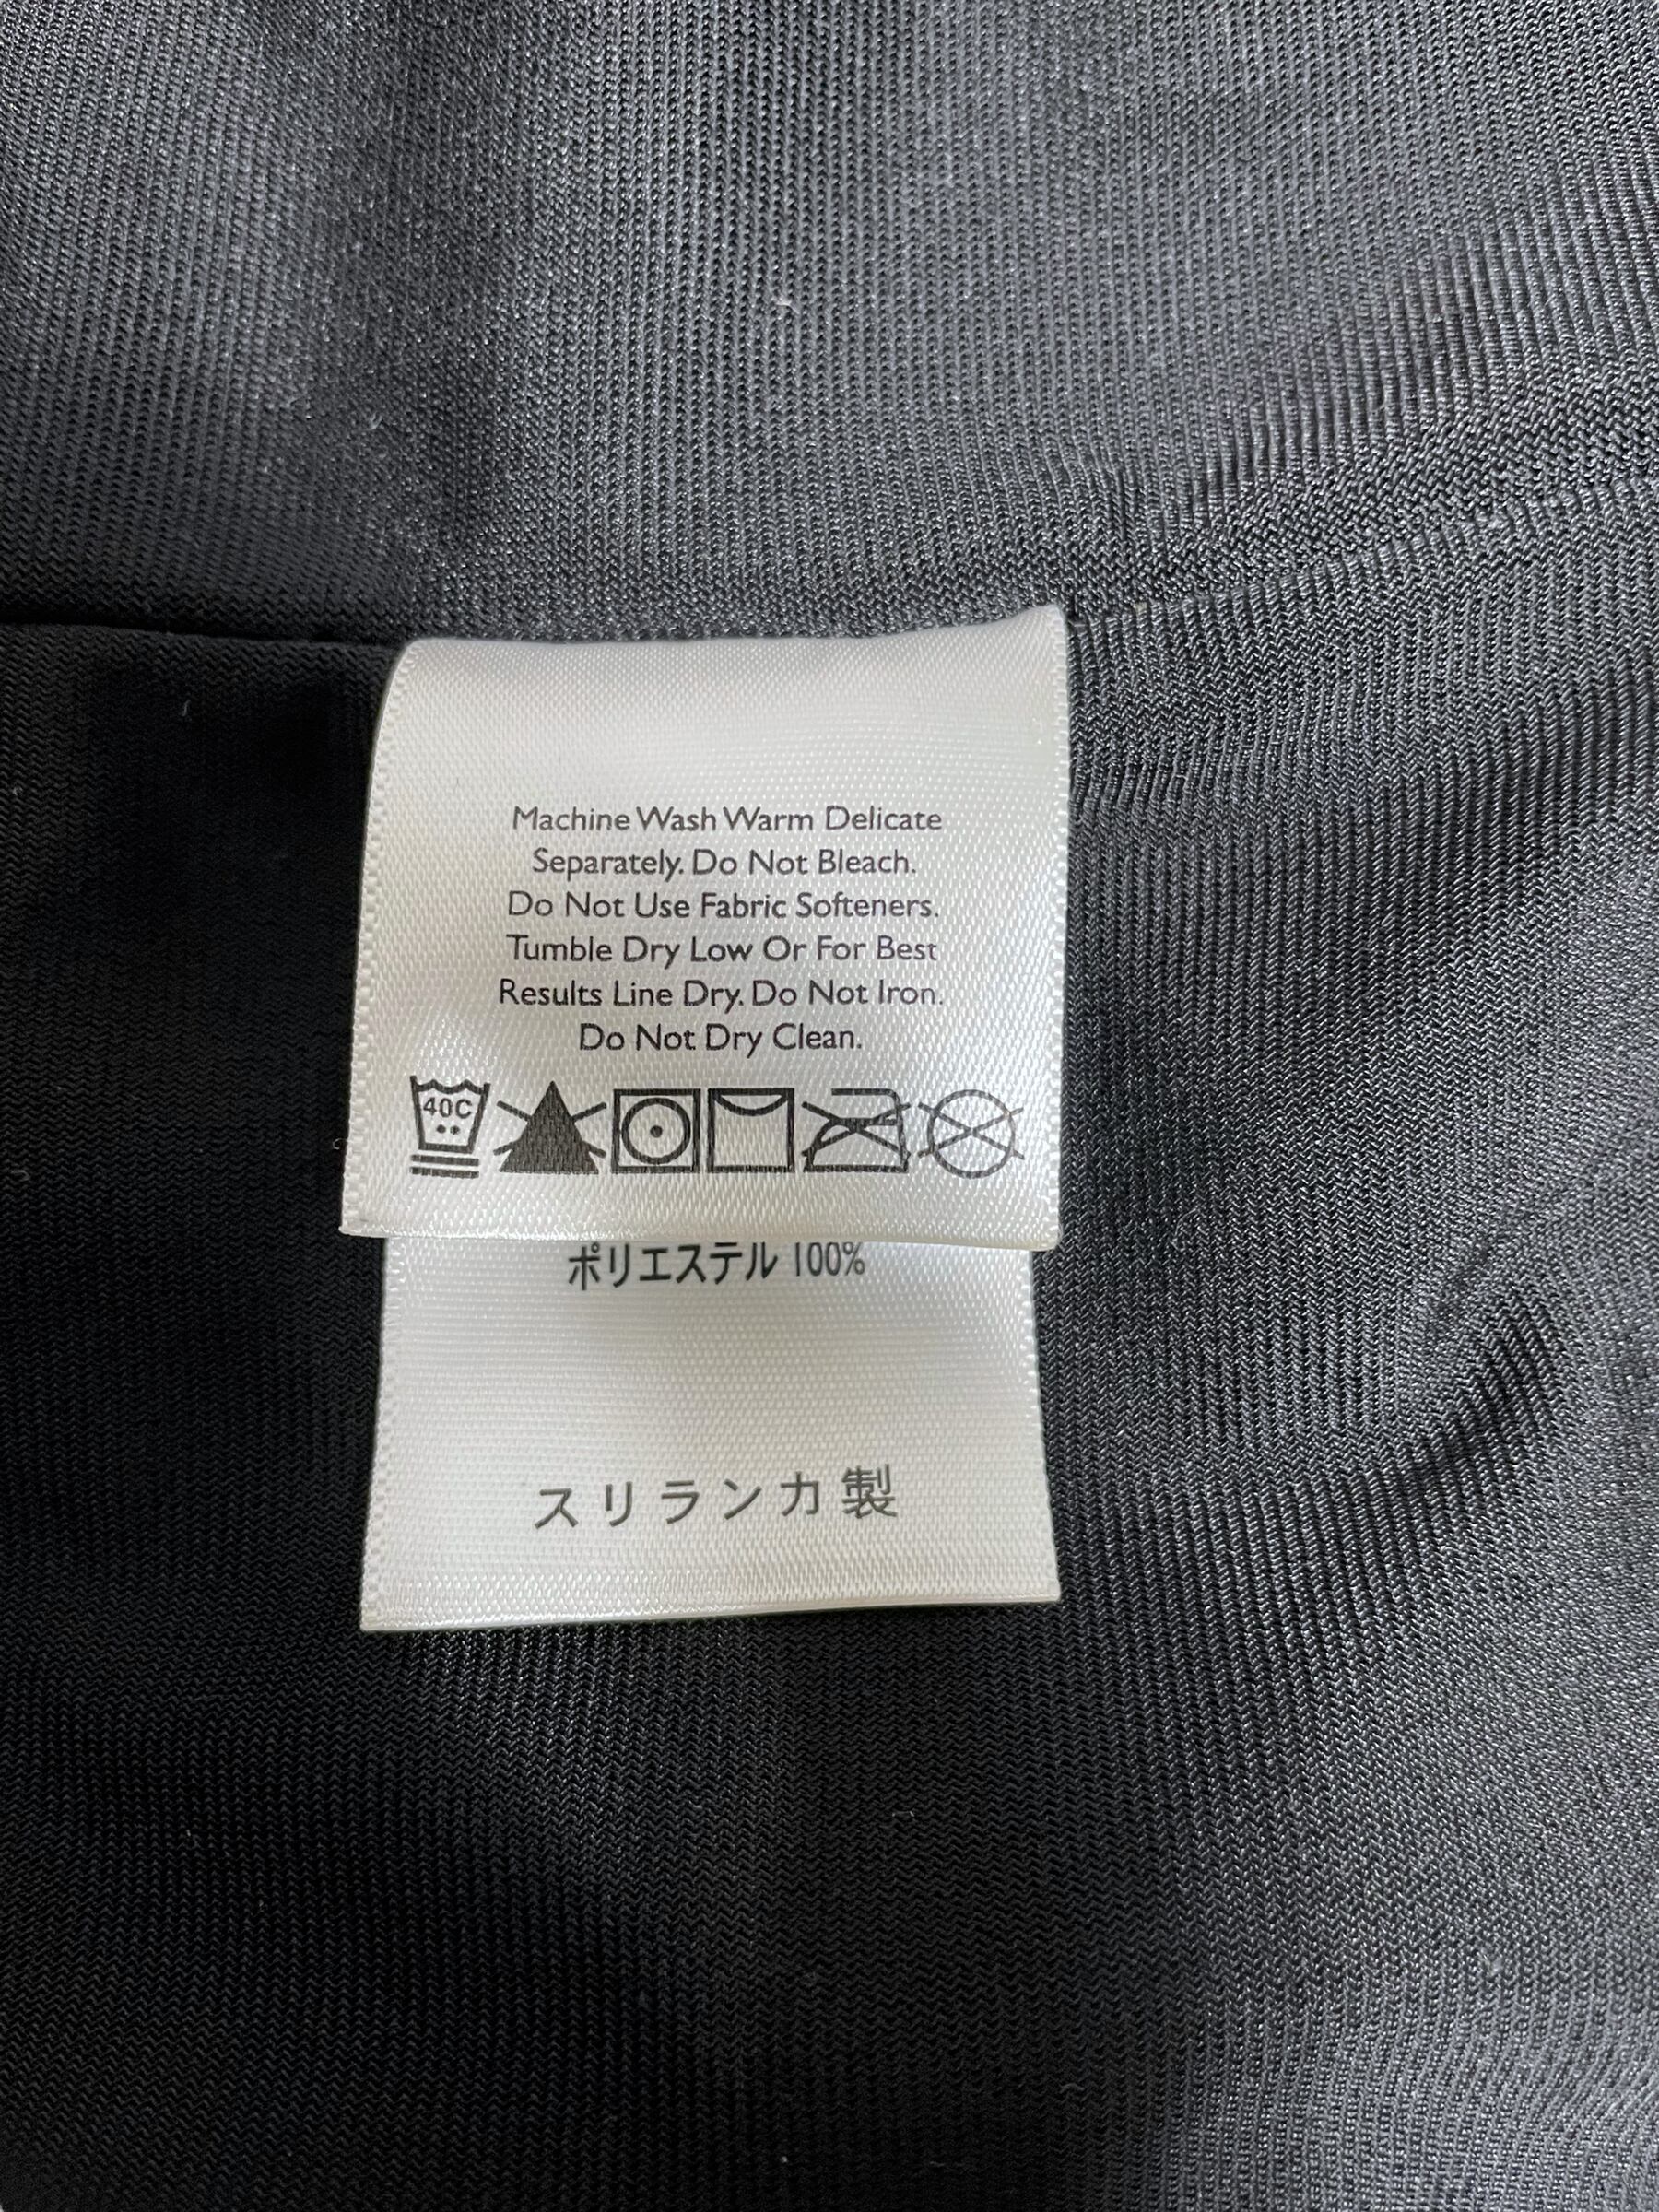 Machine Wash Warm Delicate
Separately. Do Not Bleach.
Do Not Use Fabric Softeners.
Tumble Dry Low Or For Best
Results Line Dry. Do Not Iron.
Do Not Dry Clean.
40C
ポリエステル 100%
スリランカ製